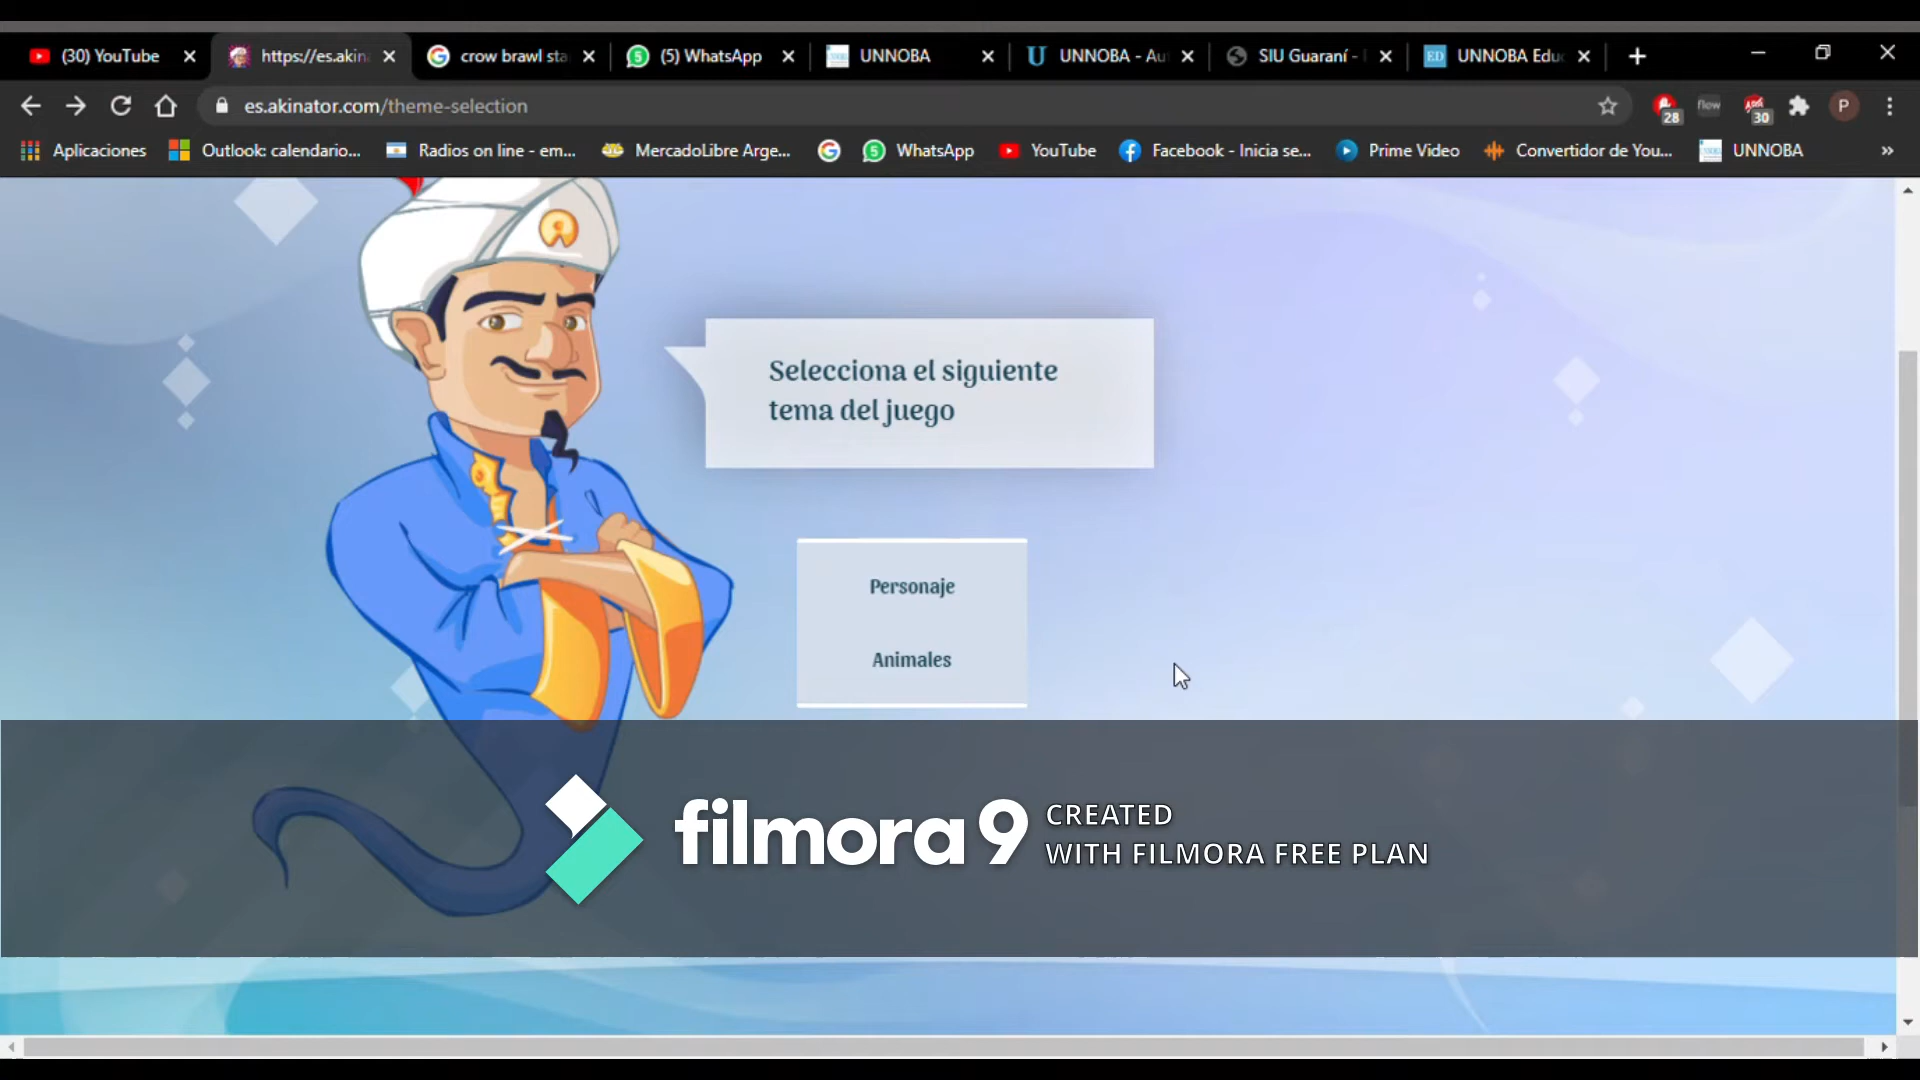 (30) YouTube
https://es.akin
crow brawl sta
(5) WhatsApp
UNNOBA
UNNOBA - Au
SIU Guaraní -
UNNOBA Educ
es.akinator.com/theme-selection
28
flow
30
P
Aplicaciones
Outlook: calendario...
Radios on line - em...
MercadoLibre Arge...
WhatsApp
YouTube
Facebook - Inicia se...
Prime Video
Convertidor de You...
UNNOBA
»
Selecciona el siguiente
tema del juego
Personaje
Animales
filmora 9
CREATED
WITH FILMORA FREE PLAN